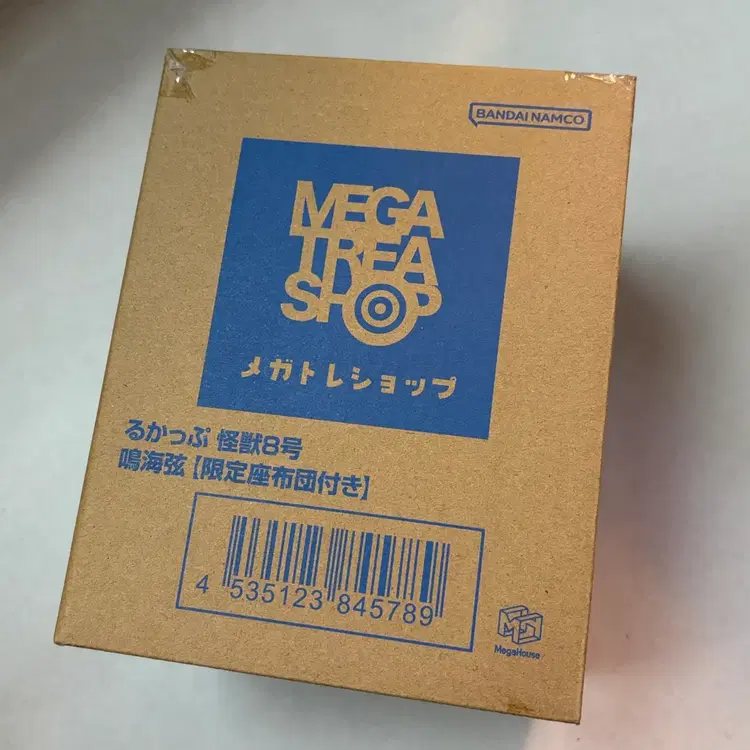 BANDAI NAMCO
MEGA
TREA
SHOP
メガトレショップ
るかっぷ 怪獣8号
鳴海弦【限定座布団付き】
4 535123 845789
MegaHouse